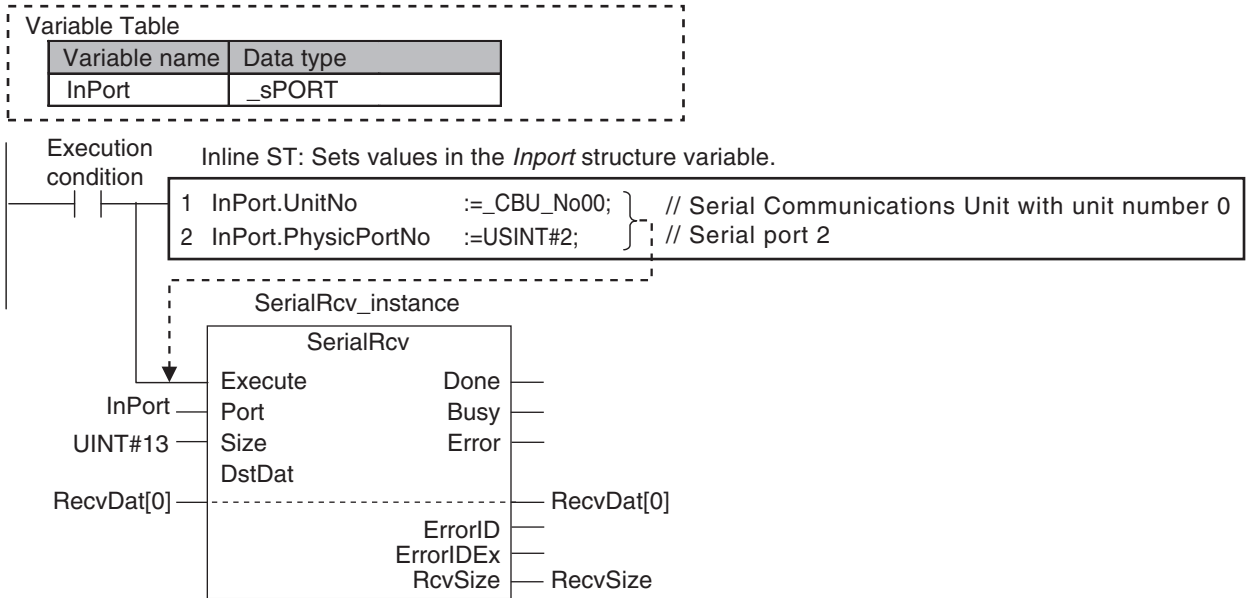 Variable Table
Variable name Data type
InPort _sPORT
Execution
condition
Inline ST: Sets values in the Inport structure variable.
1 InPort.UnitNo :=_CBU_No00; // Serial Communications Unit with unit number 0
2 InPort.PhysicPortNo :=USINT#2; // Serial port 2
SerialRcv_instance
SerialRcv
Execute Done
InPort Port Busy
UINT#13 Size Error
DstDat
RecvDat[0] RecvDat[0]
ErrorID
ErrorIDEx
RcvSize RecvSize